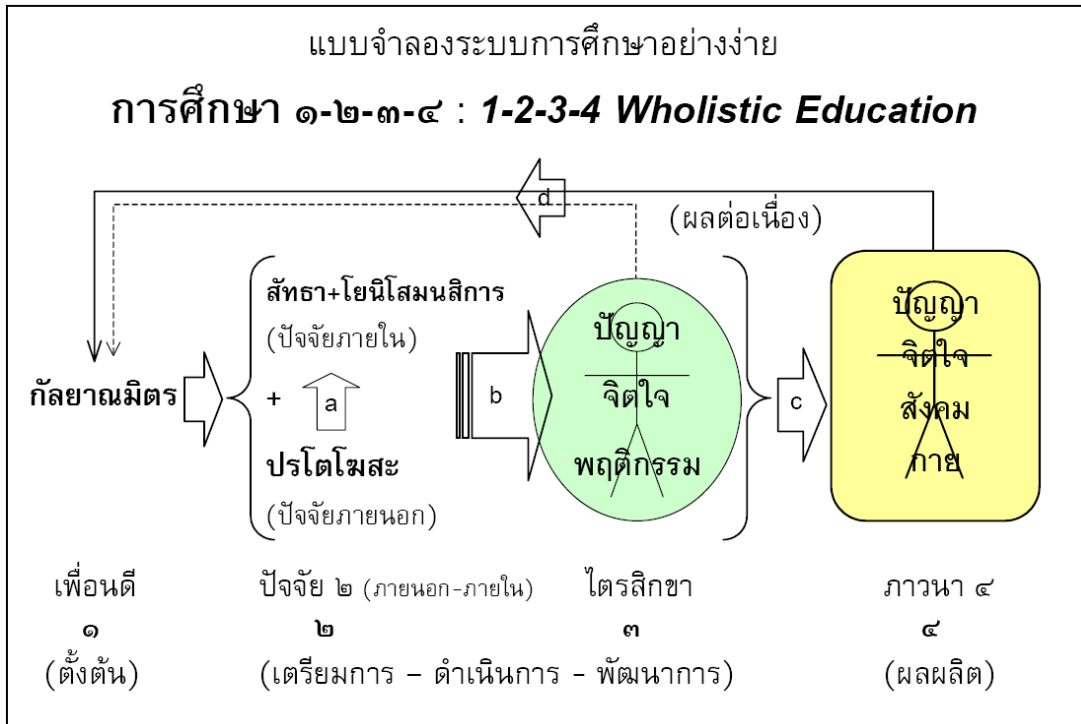 แบบจำลองระบบการศึกษาอย่างง่าย
การศึกษา ๑-๒-๓-๔ : 1-2-3-4 Wholistic Education
d
(ผลต่อเนื่อง)
สัทธา+โยนิโสมนสิการ
(ปัจจัยภายใน)
กัลยาณมิตร
+
a
ปรโตโฆสะ
(ปัจจัยภายนอก)
b
ปัญญา
จิตใจ
พฤติกรรม
c
ปัญญา
จิตใจ
สังคม
กาย
เพื่อนดี
๑
(ตั้งต้น)
ปัจจัย ๒ (ภายนอก-ภายใน)
๒
ไตรสิกขา
๓
(เตรียมการ – ดำเนินการ - พัฒนาการ)
ภาวนา ๔
๔
(ผลผลิต)